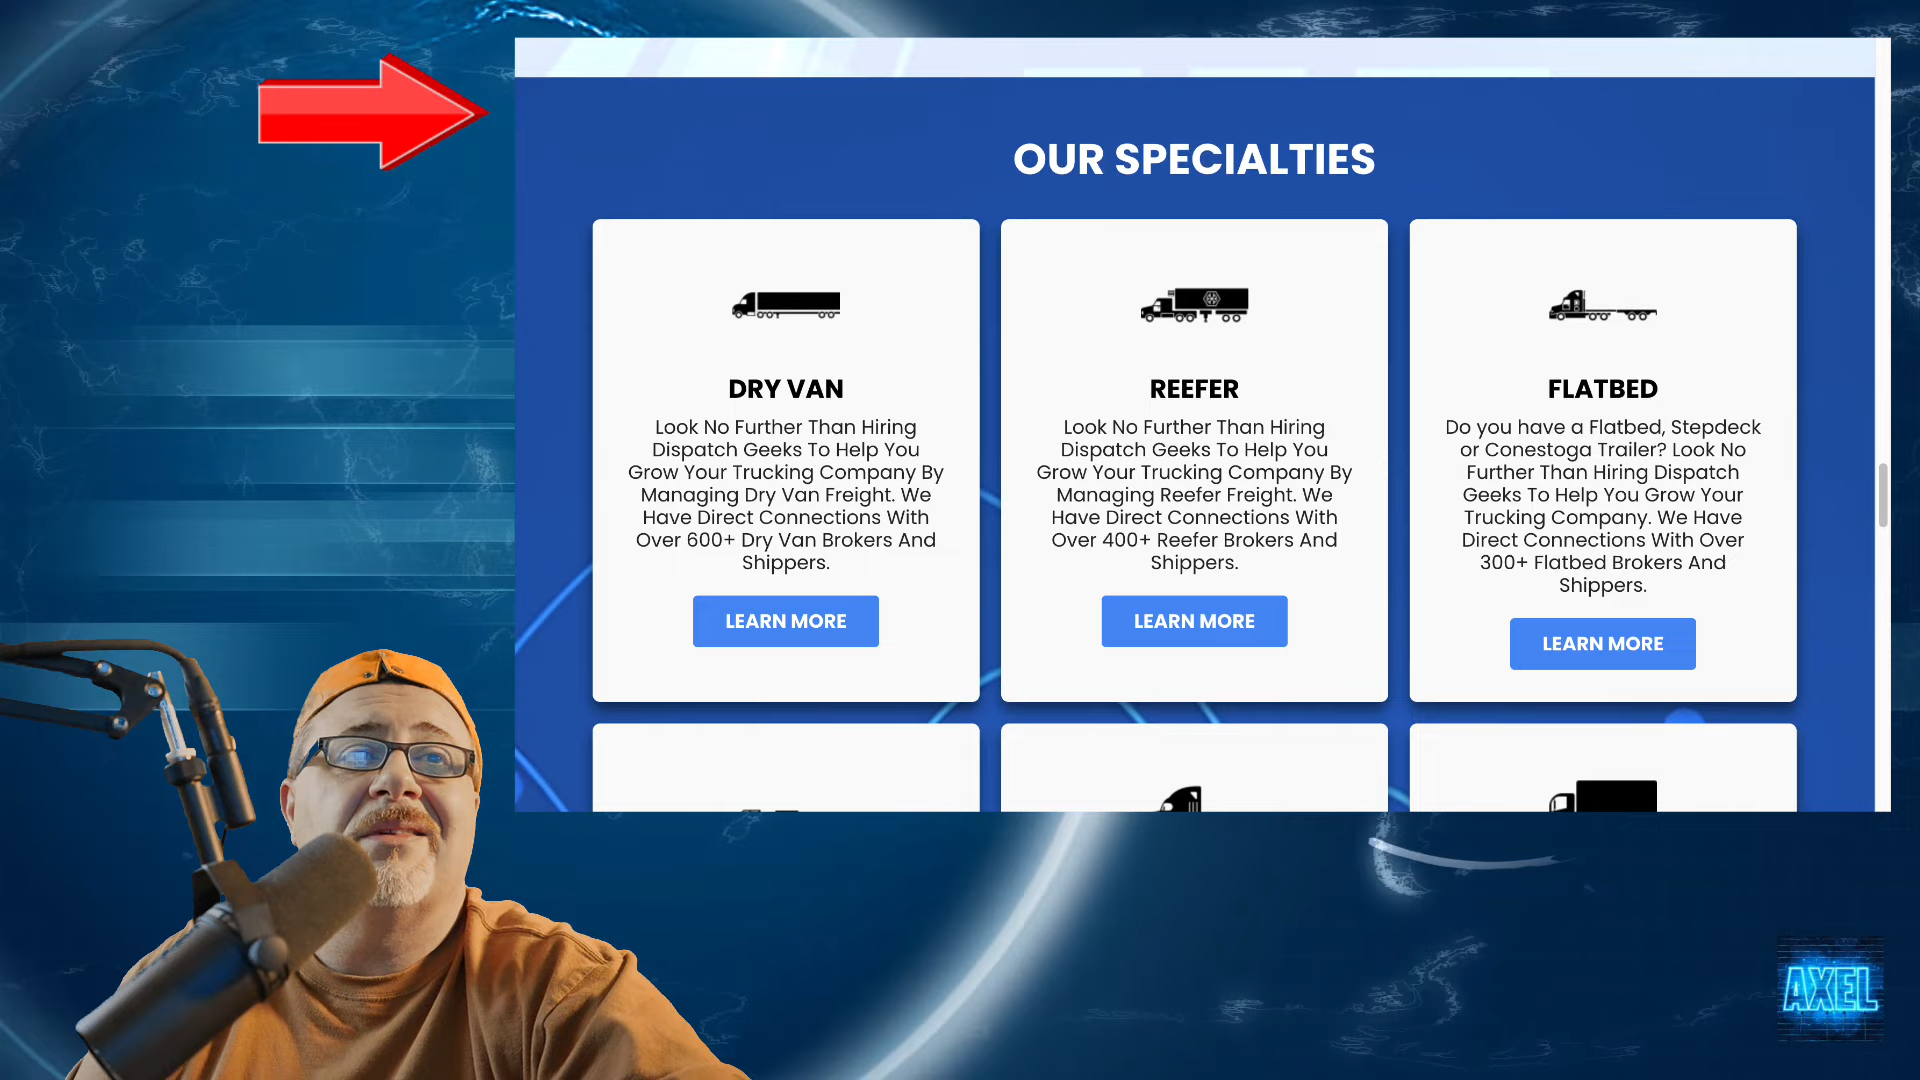 OUR SPECIALTIES
DRY VAN
Look No Further Than Hiring
Dispatch Geeks To Help You
Grow Your Trucking Company By
Managing Dry Van Freight. We
Have Direct Connections With
Over 600+ Dry Van Brokers And
Shippers.
LEARN MORE
REEFER
Look No Further Than Hiring
Dispatch Geeks To Help You
Grow Your Trucking Company By
Managing Reefer Freight. We
Have Direct Connections With
Over 400+ Reefer Brokers And
Shippers.
LEARN MORE
FLATBED
Do you have a Flatbed, Stepdeck
or Conestoga Trailer? Look No
Further Than Hiring Dispatch
Geeks To Help You Grow Your
Trucking Company. We Have
Direct Connections With Over
300+ Flatbed Brokers And
Shippers.
LEARN MORE
AXEL